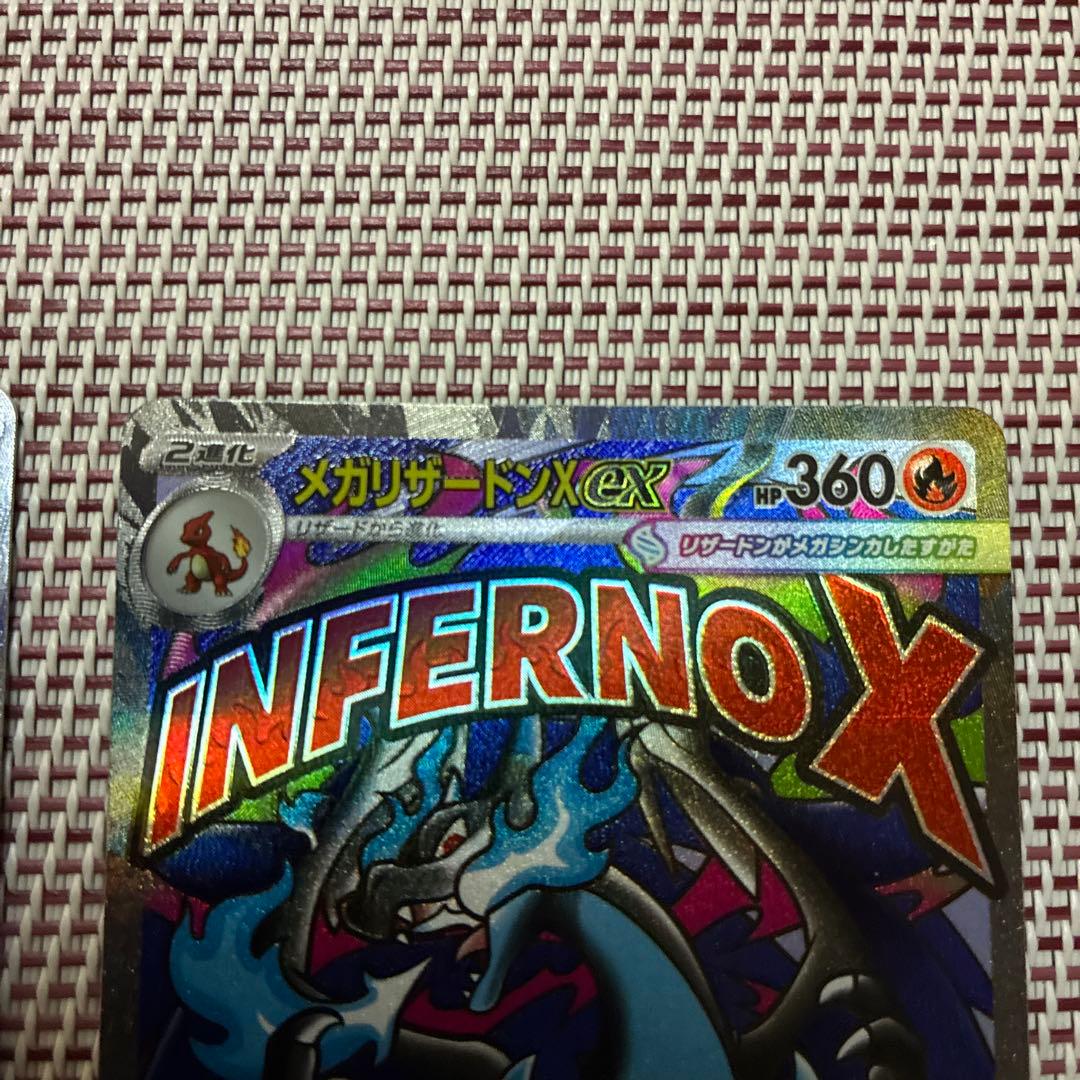 2進化
メガリザードンXex HP360
リザードから進化
リザードンがメガシンカしたすがた
INFERNO X